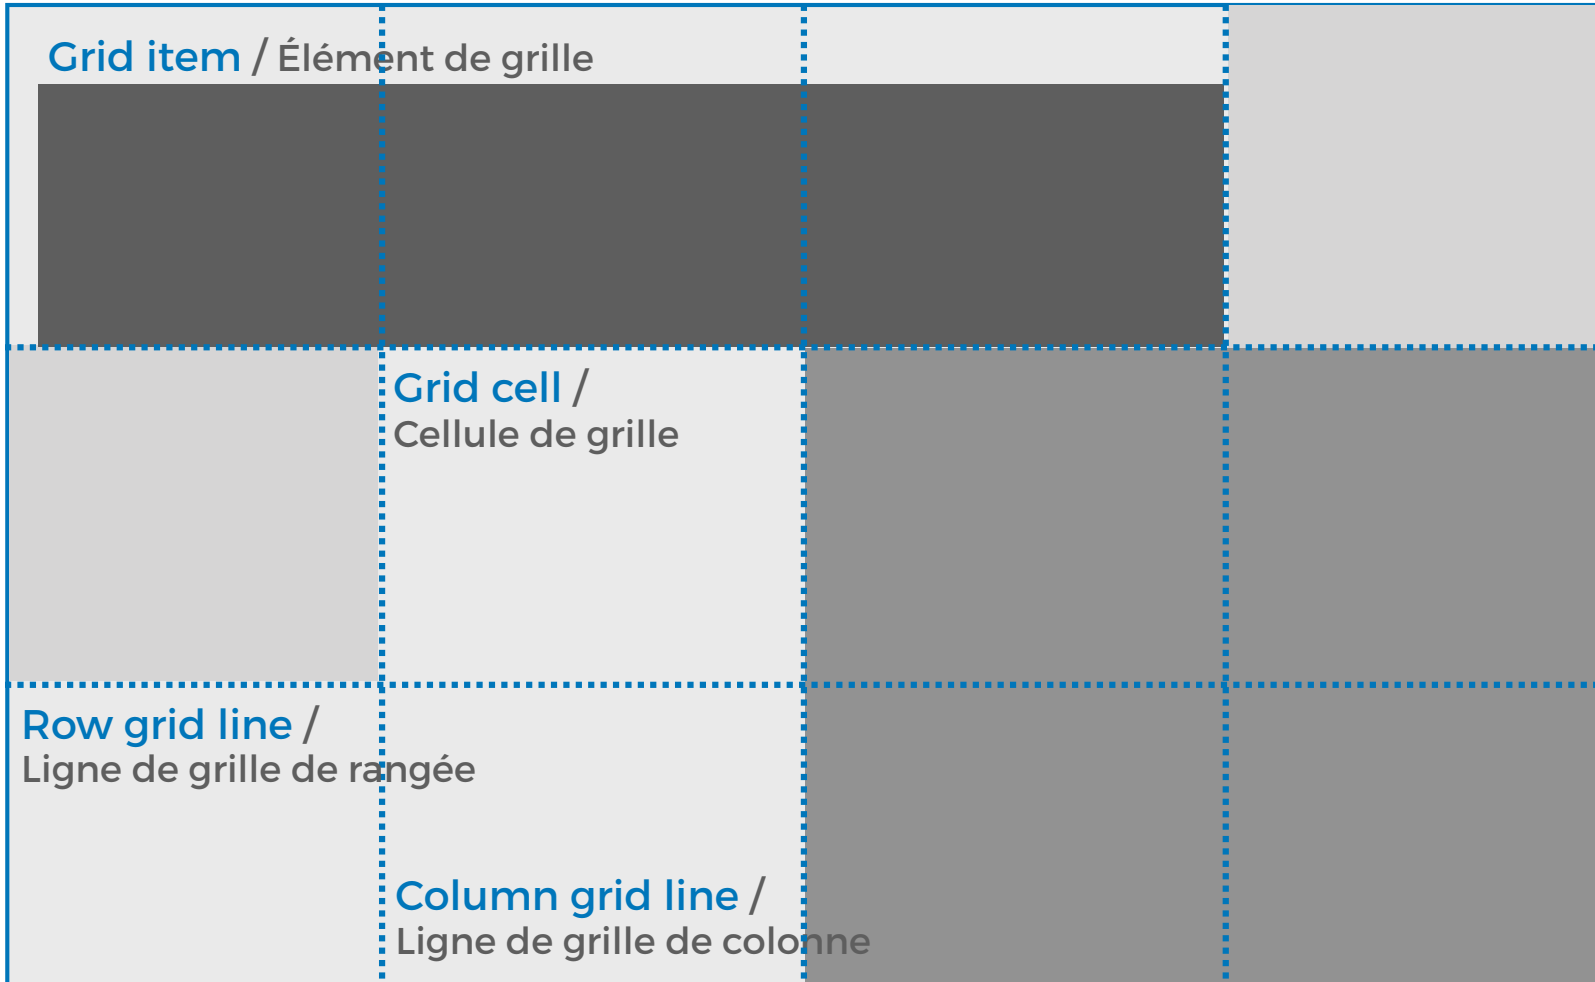 Grid item / Élément de grille
Grid cell /
Cellule de grille
Row grid line /
Ligne de grille de rangée
Column grid line /
Ligne de grille de colonne